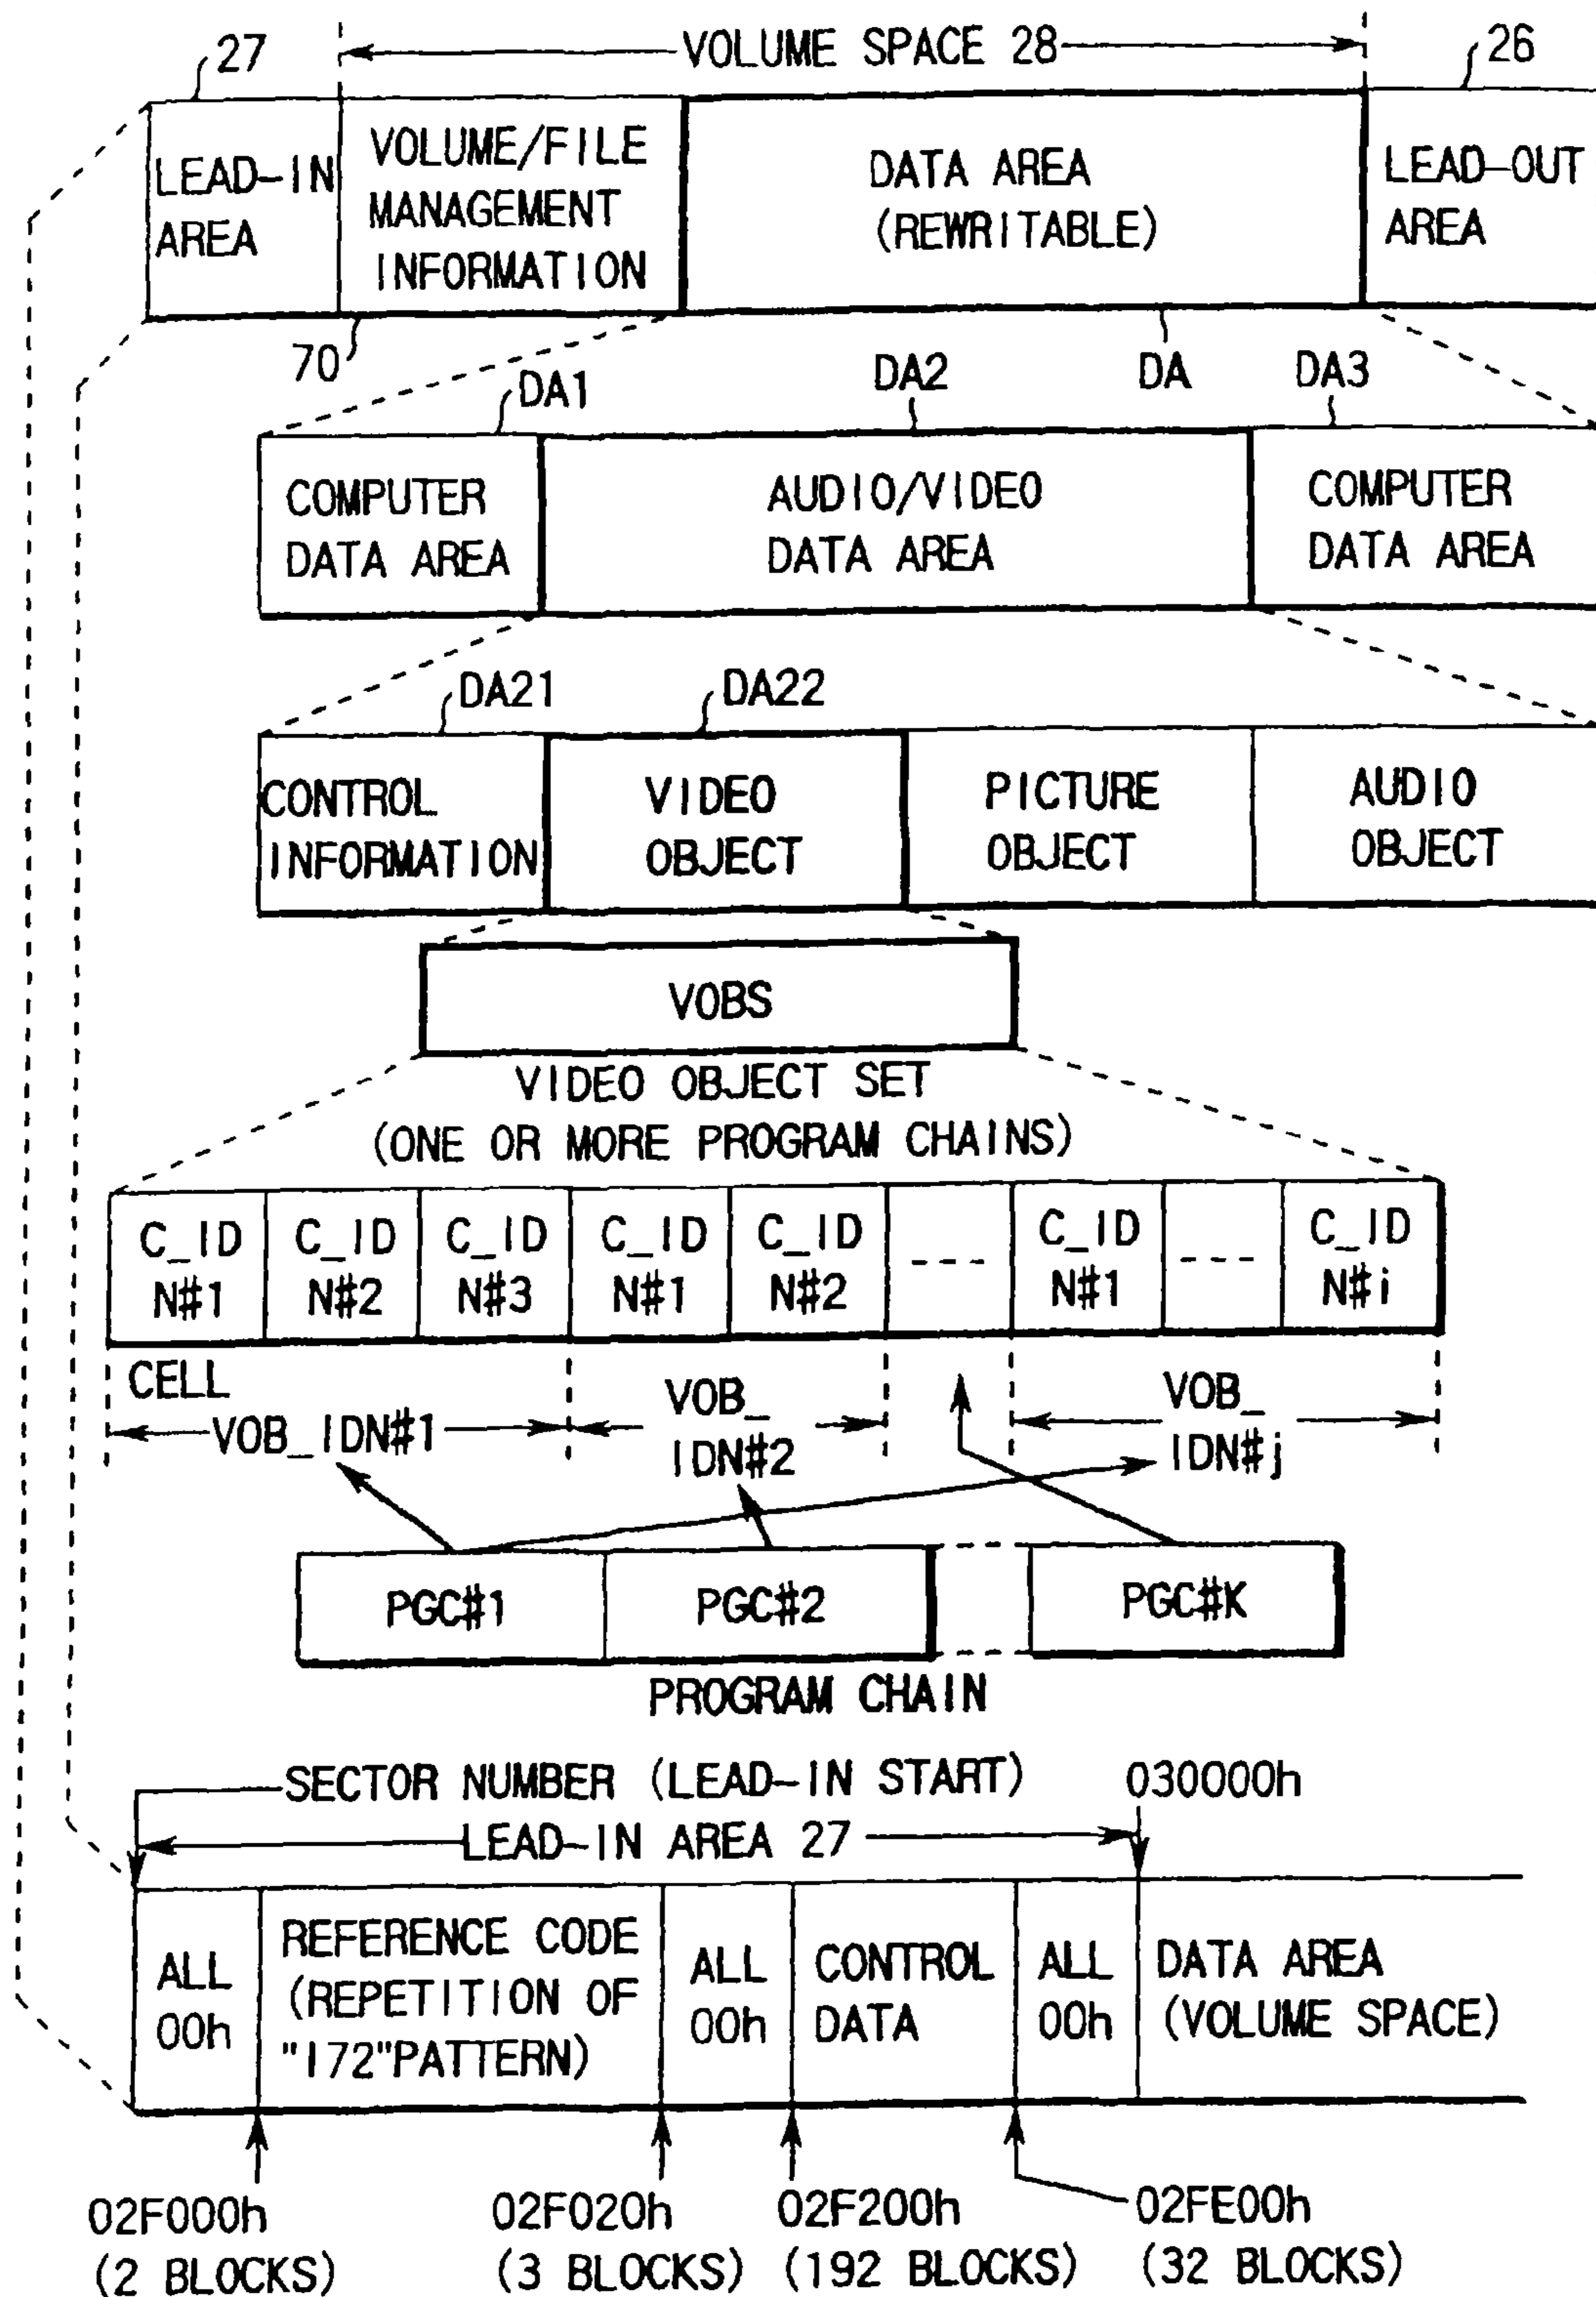 27
VOLUME SPACE 28
26
LEAD-IN
AREA
VOLUME/FILE
MANAGEMENT
INFORMATION
DATA AREA
(REWRITABLE)
LEAD-OUT
AREA
70
DA1
DA2
DA
DA3
COMPUTER
DATA AREA
AUDIO/VIDEO
DATA AREA
COMPUTER
DATA AREA
DA21
DA22
CONTROL
INFORMATION
VIDEO
OBJECT
PICTURE
OBJECT
AUDIO
OBJECT
VOBS
VIDEO OBJECT SET
(ONE OR MORE PROGRAM CHAINS)
C_ID
N#1
C_ID
N#2
C_ID
N#3
C_ID
N#1
C_ID
N#2
----
C_ID
N#1
----
C_ID
N#i
CELL
VOB_IDN#1
VOB_
IDN#2
VOB_
IDN#j
PGC#1
PGC#2
PGC#K
PROGRAM CHAIN
SECTOR NUMBER (LEAD-IN START)
030000h
LEAD-IN AREA 27
ALL
00h
REFERENCE CODE
(REPETITION OF
"172"PATTERN)
ALL
00h
CONTROL
DATA
ALL
00h
DATA AREA
(VOLUME SPACE)
02F000h
(2 BLOCKS)
02F020h
(3 BLOCKS)
02F200h
(192 BLOCKS)
02FE00h
(32 BLOCKS)